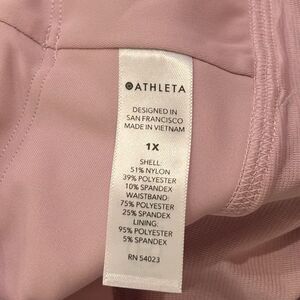 ATHLETA
DESIGNED IN
SAN FRANCISCO
MADE IN VIETNAM
1X
SHELL
51% NYLON
39% POLYESTER
10% SPANDEX
WAISTBAND:
75% POLYESTER
25% SPANDEX
LINING:
95% POLYESTER
5% SPANDEX
RN 54023